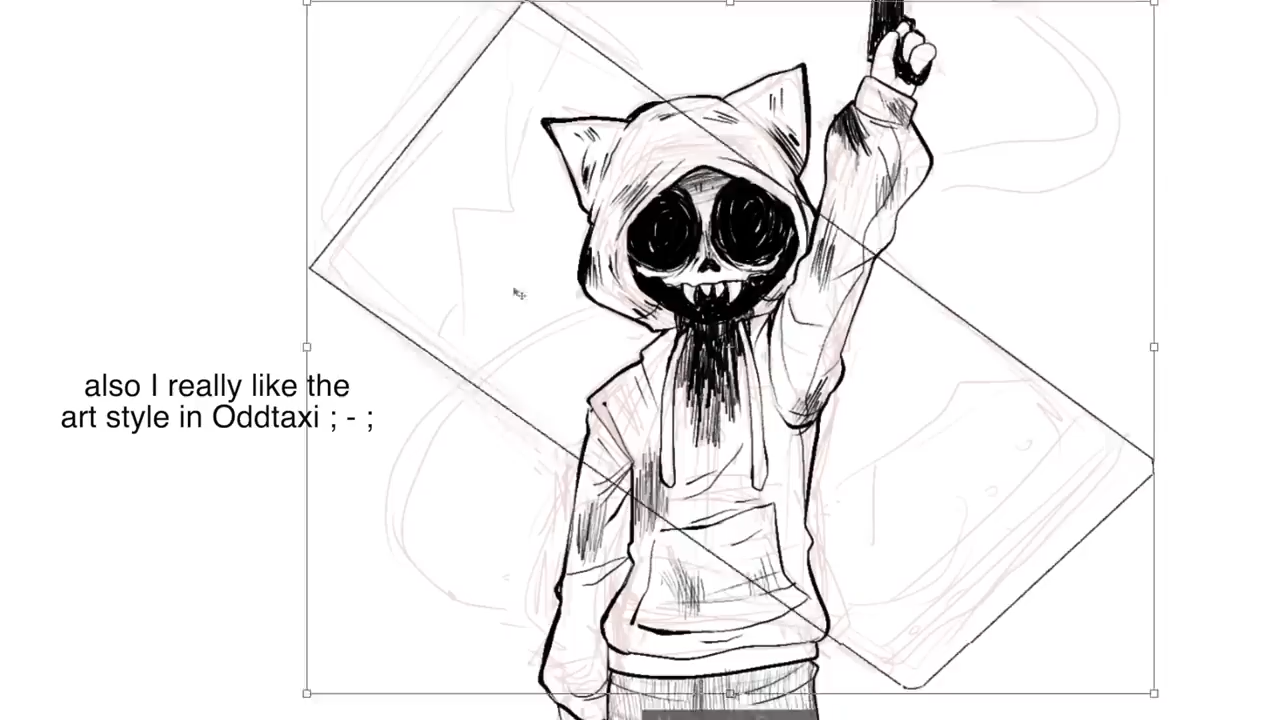 also I really like the
art style in Oddtaxi ; - ;